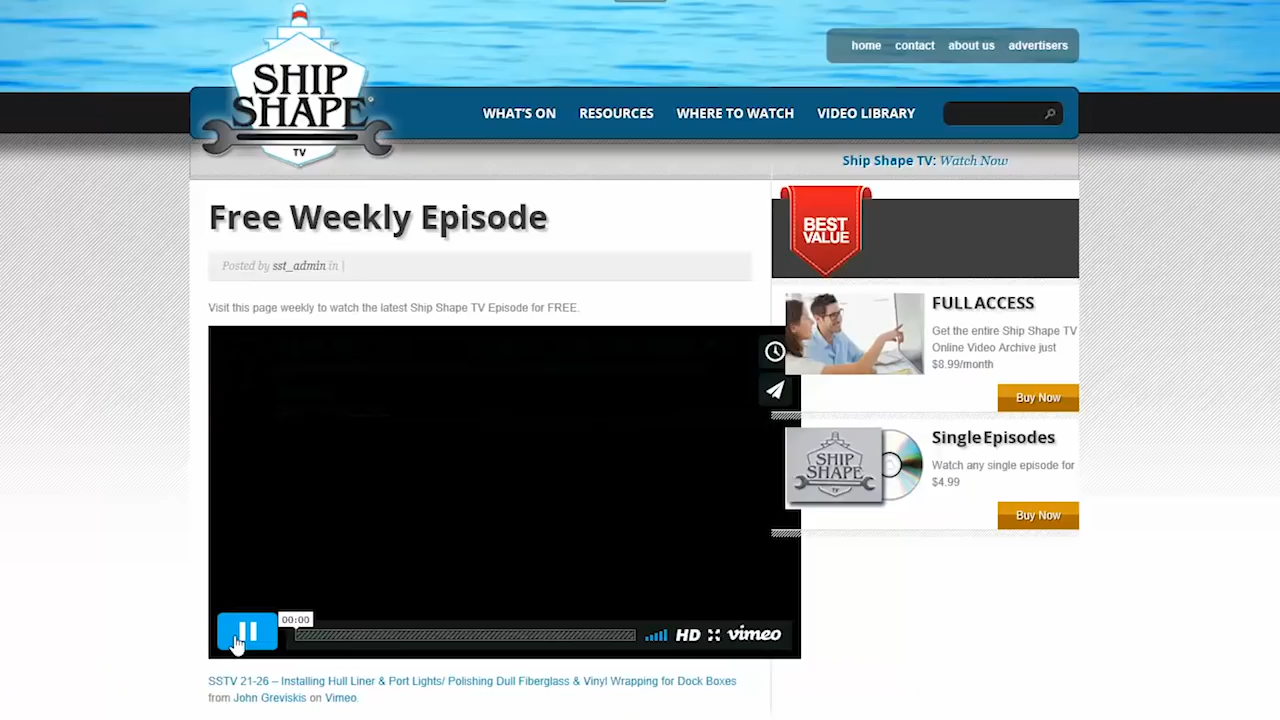 SHIP
SHAPE
TV
home contact about us advertisers
WHAT'S ON RESOURCES WHERE TO WATCH VIDEO LIBRARY
Ship Shape TV: Watch Now
Free Weekly Episode
Posted by sst_admin in |
Visit this page weekly to watch the latest Ship Shape TV Episode for FREE.
BEST
VALUE
FULL ACCESS
Get the entire Ship Shape TV
Online Video Archive just
$8.99/month
Buy Now
SHIP
SHAPE
TV
Single Episodes
Watch any single episode for
$4.99
Buy Now
00:00
HD vimeo
SSTV 21-26 – Installing Hull Liner & Port Lights/ Polishing Dull Fiberglass & Vinyl Wrapping for Dock Boxes
from John Greviskis on Vimeo.